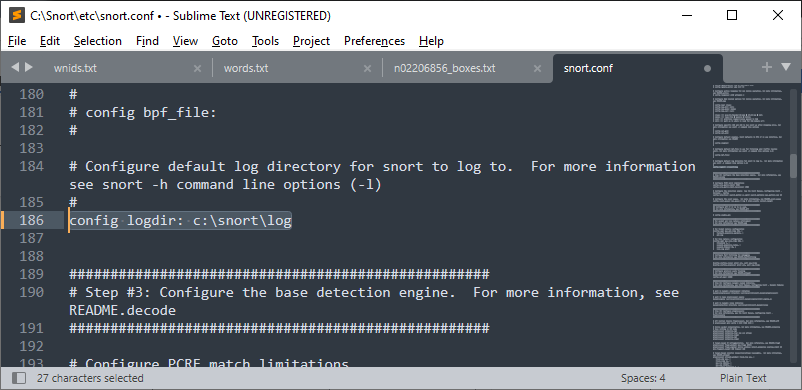 C:\Snort\etc\snort.conf • - Sublime Text (UNREGISTERED)
File Edit Selection Find View Goto Tools Project Preferences Help
wnids.txt words.txt n02206856_boxes.txt snort.conf
180 #
181 # config bpf_file:
182 #
183
184 # Configure default log directory for snort to log to.  For more information
see snort -h command line options (-l)
185 #
186 config logdir: c:\snort\log
187
188
189 ###################################################
190 # Step #3: Configure the base detection engine.  For more information, see
README.decode
191 ###################################################
192
193 # Configure PCRE match limitations
27 characters selected Spaces: 4 Plain Text